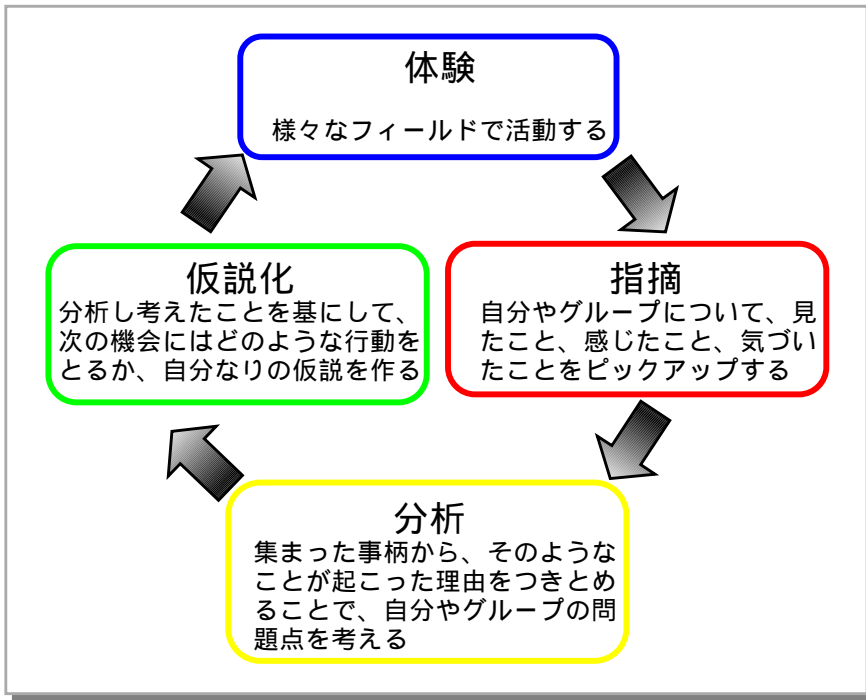 体験
様々なフィールドで活動する
仮説化
分析し考えたことを基にして、
次の機会にはどのような行動を
とるか、自分なりの仮説を作る
指摘
自分やグループについて、見
たこと、感じたこと、気づい
たことをピックアップする
分析
集まった事柄から、そのような
ことが起こった理由をつきとめ
ることで、自分やグループの問
題点を考える